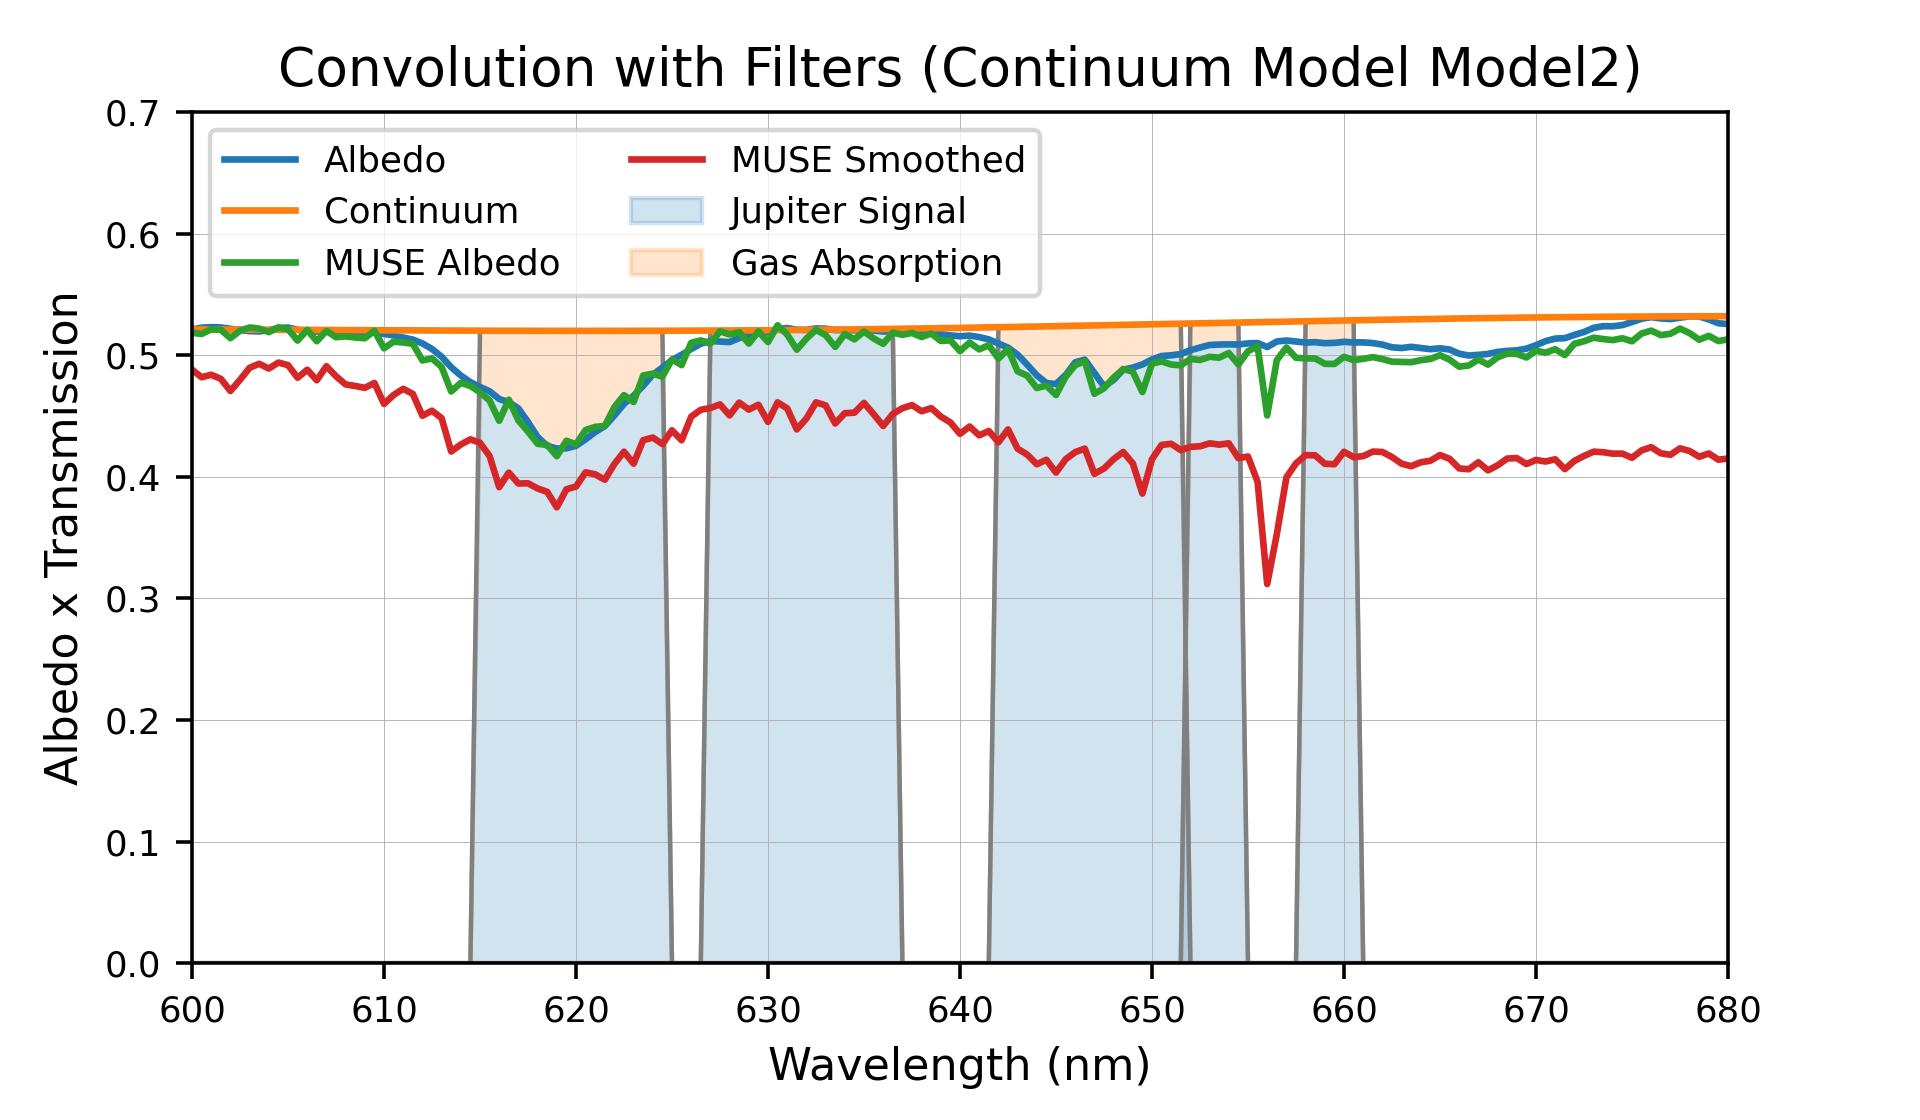 Convolution with Filters (Continuum Model Model2)
Albedo
Continuum
MUSE Albedo
MUSE Smoothed
Jupiter Signal
Gas Absorption
Albedo x Transmission
0.7
0.6
0.5
0.4
0.3
0.2
0.1
0.0
600 610 620 630 640 650 660 670 680
Wavelength (nm)